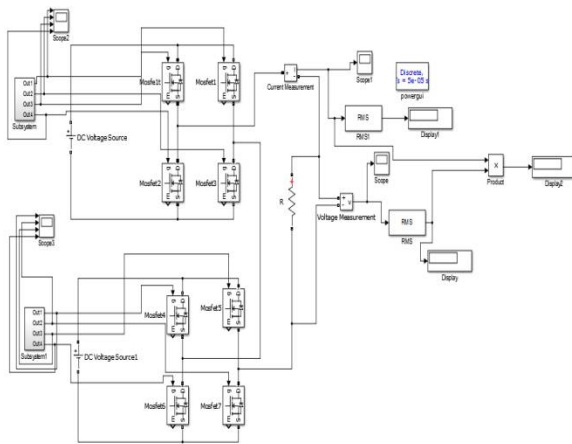 Scope2
Out1
Out2
Out3
Out4
Subsystem
DC Voltage Source
Mosfet1
Mosfet2
Mosfet3
Current Measurement
Scope1
Discrete,
s = 5e-05 s
powergui
RMS
RMS1
Display1
Scope
X
Product
Display2
R
Voltage Measurement
RMS
RMS
Display
Scope3
Out1
Out2
Out3
Out4
Subsystem1
DC Voltage Source1
Mosfet4
Mosfet5
Mosfet6
Mosfet7